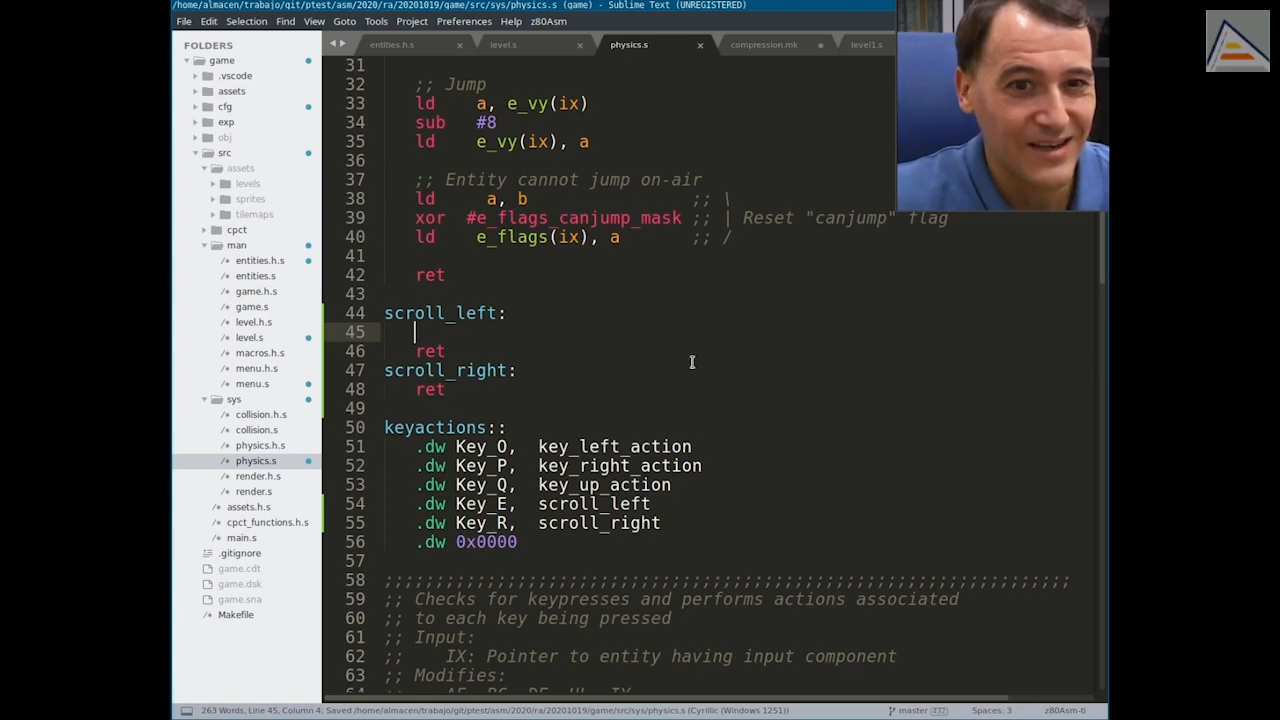 /home/almacen/trabajo/git/ptest/asm/2020/ra/20201019/game/src/sys/physics.s (game) - Sublime Text (UNREGISTERED)
File Edit Selection Find View Goto Tools Project Preferences Help z80Asm
FOLDERS
game
.vscode
assets
cfg
exp
obj
src
assets
levels
sprites
tilemaps
cpct
man
entities.h.s
entities.s
game.h.s
game.s
level.h.s
level.s
macros.h.s
menu.h.s
menu.s
sys
collision.h.s
collision.s
physics.h.s
physics.s
render.h.s
render.s
assets.h.s
cpct_functions.h.s
main.s
.gitignore
game.cdt
game.dsk
game.sna
Makefile
entities.h.s × level.s × physics.s × compression.mk level1.s
31
32 ;; Jump
33 ld a, e_vy(ix)
34 sub #8
35 ld e_vy(ix), a
36
37 ;; Entity cannot jump on-air
38 ld a, b ;; \
39 xor #e_flags_canjump_mask ;; | Reset "canjump" flag
40 ld e_flags(ix), a ;; /
41
42 ret
43
44 scroll_left:
45
46 ret
47 scroll_right:
48 ret
49
50 keyactions::
51 .dw Key_O, key_left_action
52 .dw Key_P, key_right_action
53 .dw Key_Q, key_up_action
54 .dw Key_E, scroll_left
55 .dw Key_R, scroll_right
56 .dw 0x0000
57
58 ;;;;;;;;;;;;;;;;;;;;;;;;;;;;;;;;;;;;;;;;;;;;;;;;;;;;;;;;;;;;;;;;;;;
59 ;; Checks for keypresses and performs actions associated
60 ;; to each key being pressed
61 ;; Input:
62 ;; IX: Pointer to entity having input component
63 ;; Modifies:
263 Words, Line 45, Column 4; Saved /home/almacen/trabajo/git/ptest/asm/2020/ra/20201019/game/src/sys/physics.s (Cyrillic (Windows 1251)) master 432 Spaces: 3 z80Asm-ti